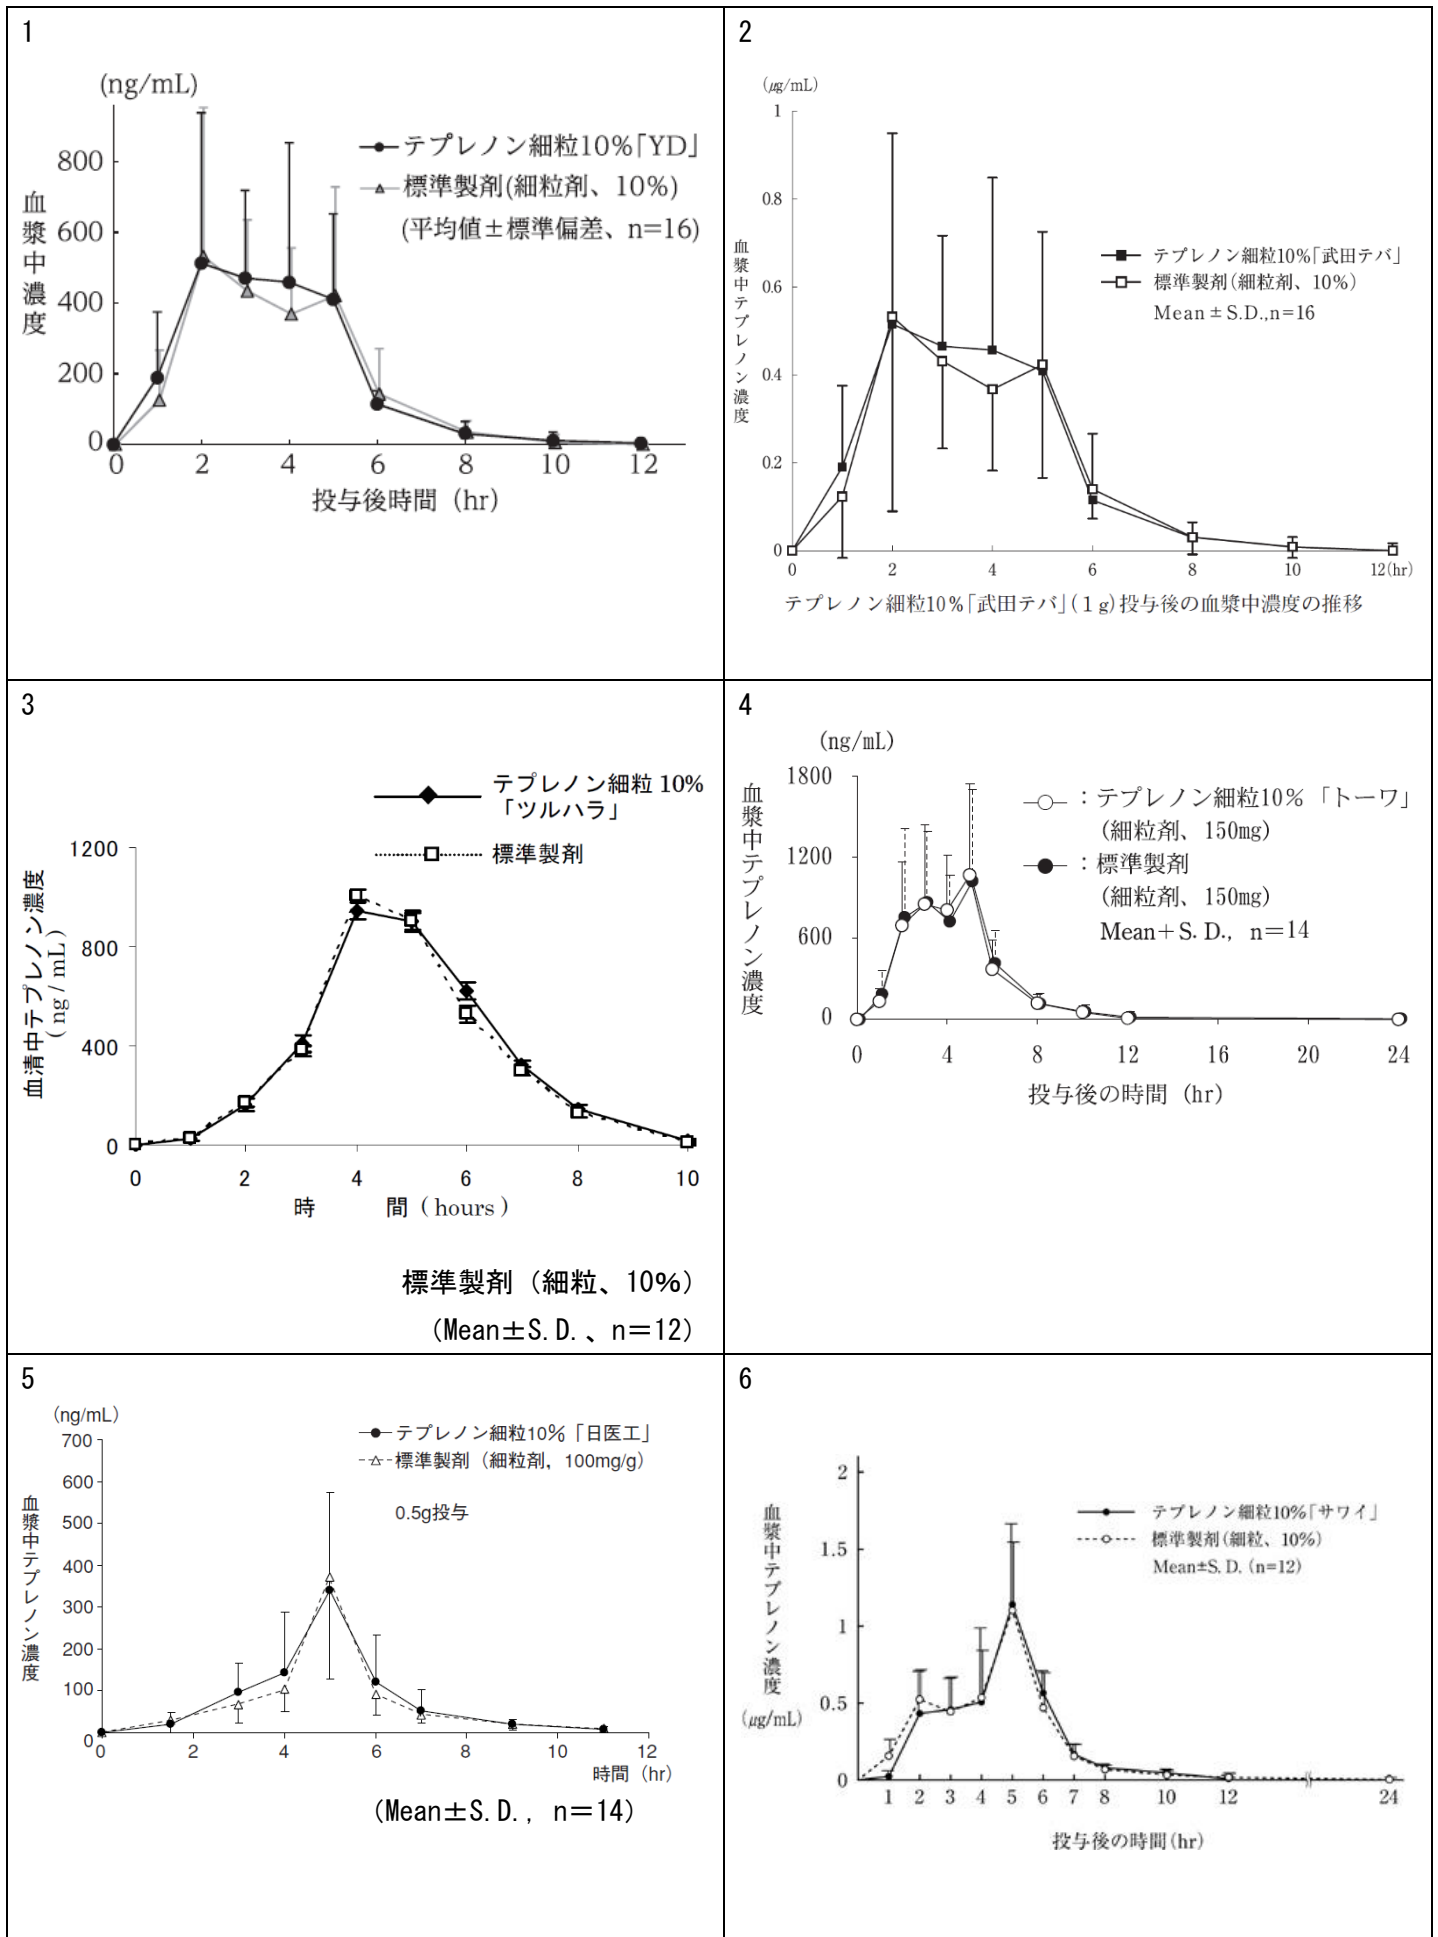 1
(ng/mL)
血漿中濃度
800
600
400
200
0
0 2 4 6 8 10 12
投与後時間 (hr)
テプレノン細粒10%「YD」
標準製剤(細粒剤、10%)
(平均値±標準偏差、n=16)
2
(μg/mL)
血漿中テプレノン濃度
1
0.8
0.6
0.4
0.2
0
0 2 4 6 8 10 12(hr)
テプレノン細粒10%「武田テバ」
標準製剤(細粒剤、10%)
Mean±S.D.,n=16
テプレノン細粒10%「武田テバ」(1g)投与後の血漿中濃度の推移
3
テプレノン細粒 10%
「ツルハラ」
標準製剤
血清中テプレノン濃度
(ng/mL)
1200
800
400
0
0 2 4 6 8 10
時 間(hours)
標準製剤(細粒、10%)
(Mean±S.D.、n=12)
4
(ng/mL)
血漿中テプレノン濃度
1800
1200
600
0
0 4 8 12 16 20 24
投与後の時間 (hr)
:テプレノン細粒10% 「トーワ」
(細粒剤、150mg)
:標準製剤
(細粒剤、150mg)
Mean+S.D., n=14
5
(ng/mL)
血漿中テプレノン濃度
700
600
500
400
300
200
100
0
0 2 4 6 8 10 12
時間 (hr)
テプレノン細粒10%「日医工」
標準製剤(細粒剤,100mg/g)
0.5g投与
(Mean±S.D., n=14)
6
血漿中テプレノン濃度
(μg/mL)
2
1.5
1
0.5
0
1 2 3 4 5 6 7 8 10 12 24
投与後の時間(hr)
テプレノン細粒10%「サワイ」
標準製剤(細粒、10%)
Mean±S.D.(n=12)